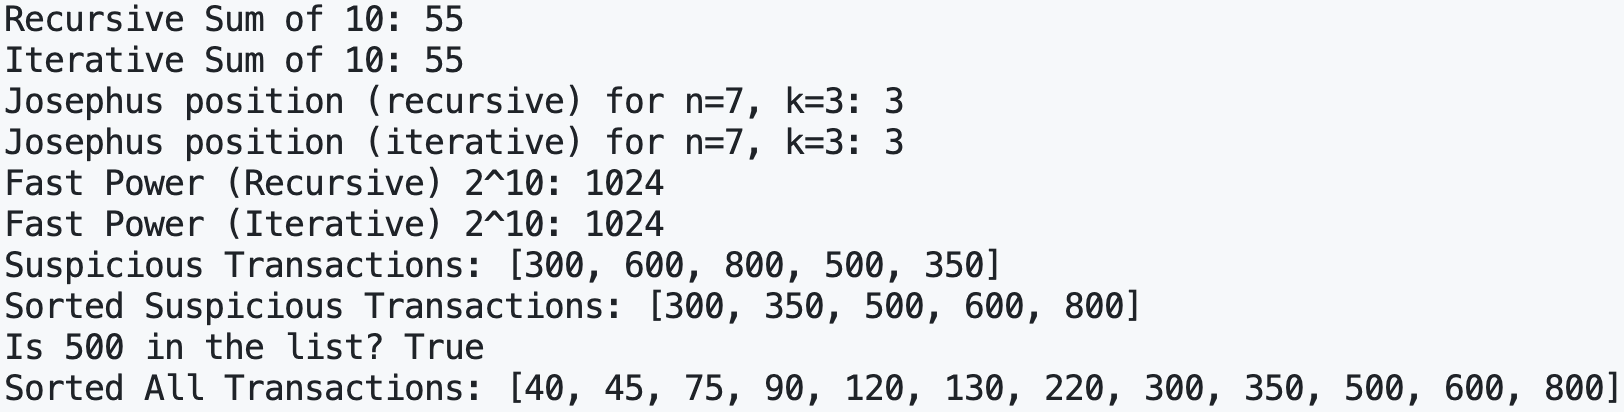 Recursive Sum of 10: 55
Iterative Sum of 10: 55
Josephus position (recursive) for n=7, k=3: 3
Josephus position (iterative) for n=7, k=3: 3
Fast Power (Recursive) 2^10: 1024
Fast Power (Iterative) 2^10: 1024
Suspicious Transactions: [300, 600, 800, 500, 350]
Sorted Suspicious Transactions: [300, 350, 500, 600, 800]
Is 500 in the list? True
Sorted All Transactions: [40, 45, 75, 90, 120, 130, 220, 300, 350, 500, 600, 800]